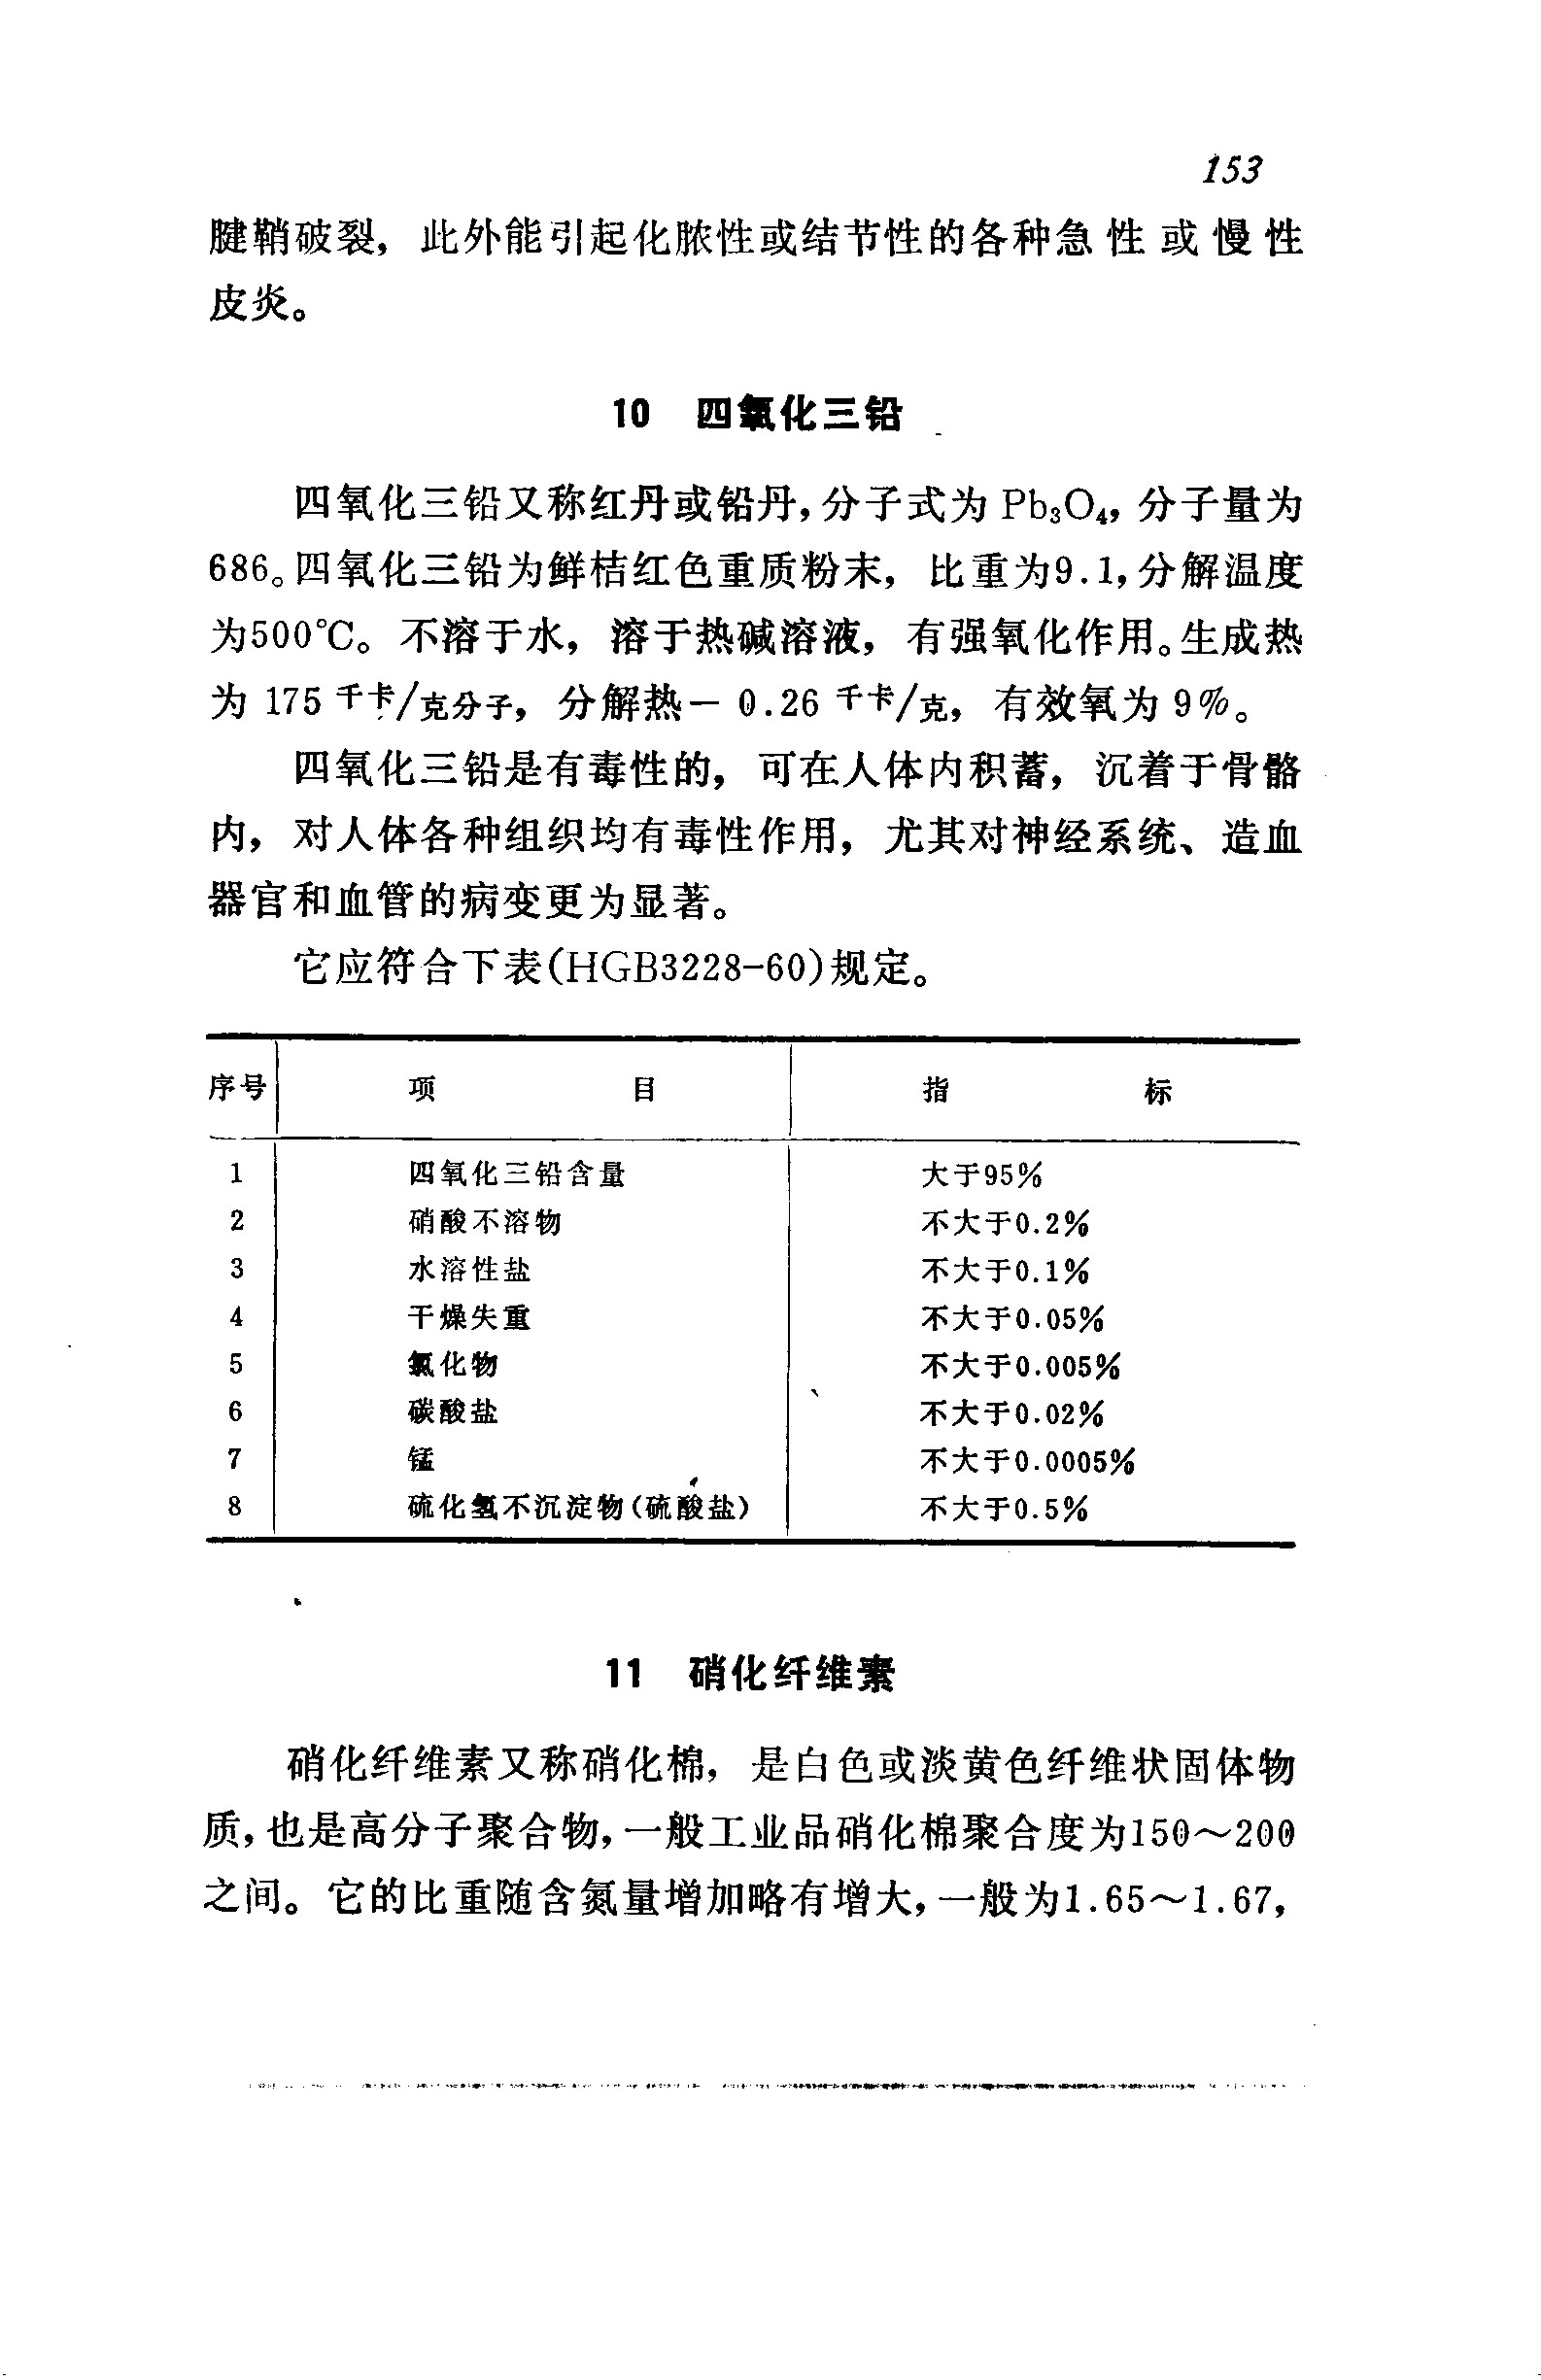 153
腱鞘破裂，此外能引起化脓性或结节性的各种急性或慢性
皮炎。
10 四氧化三铅
四氧化三铅又称红丹或铅丹，分子式为 Pb₃O₄，分子量为
686。四氧化三铅为鲜桔红色重质粉末，比重为9.1，分解温度
为500℃。不溶于水，溶于热碱溶液，有强氧化作用。生成热
为 175 千卡/克分子，分解热－0.26 千卡/克，有效氧为 9%。
四氧化三铅是有毒性的，可在人体内积蓄，沉着于骨骼
内，对人体各种组织均有毒性作用，尤其对神经系统、造血
器官和血管的病变更为显著。
它应符合下表(HGB3228-60)规定。
序号 项目 指标
1 四氧化三铅含量 大于95%
2 硝酸不溶物 不大于0.2%
3 水溶性盐 不大于0.1%
4 干燥失重 不大于0.05%
5 氯化物 不大于0.005%
6 碳酸盐 不大于0.02%
7 锰 不大于0.0005%
8 硫化氢不沉淀物(硫酸盐) 不大于0.5%
11 硝化纤维素
硝化纤维素又称硝化棉，是白色或淡黄色纤维状固体物
质，也是高分子聚合物，一般工业品硝化棉聚合度为150～200
之间。它的比重随含氮量增加略有增大，一般为1.65～1.67，